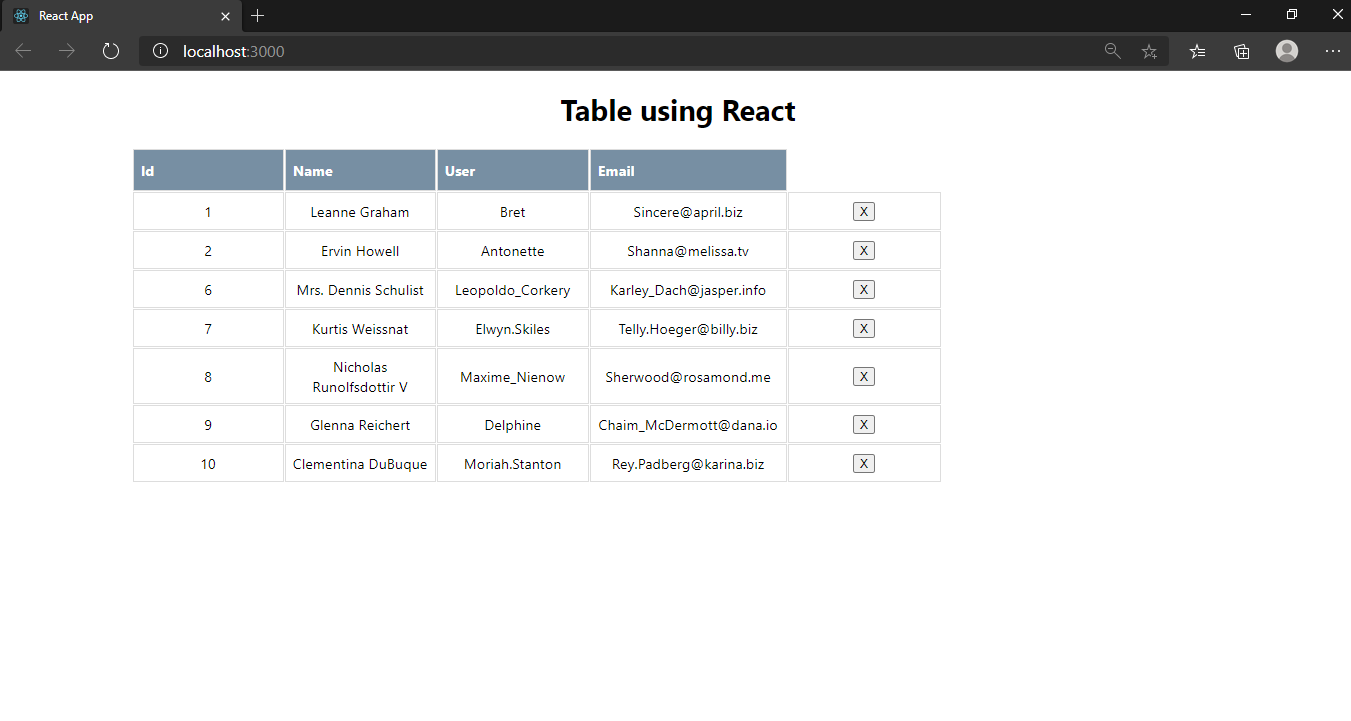 React App
localhost:3000
Table using React
Id Name User Email
1 Leanne Graham Bret Sincere@april.biz X
2 Ervin Howell Antonette Shanna@melissa.tv X
6 Mrs. Dennis Schulist Leopoldo_Corkery Karley_Dach@jasper.info X
7 Kurtis Weissnat Elwyn.Skiles Telly.Hoeger@billy.biz X
8 Nicholas
Runolfsdottir V Maxime_Nienow Sherwood@rosamond.me X
9 Glenna Reichert Delphine Chaim_McDermott@dana.io X
10 Clementina DuBuque Moriah.Stanton Rey.Padberg@karina.biz X